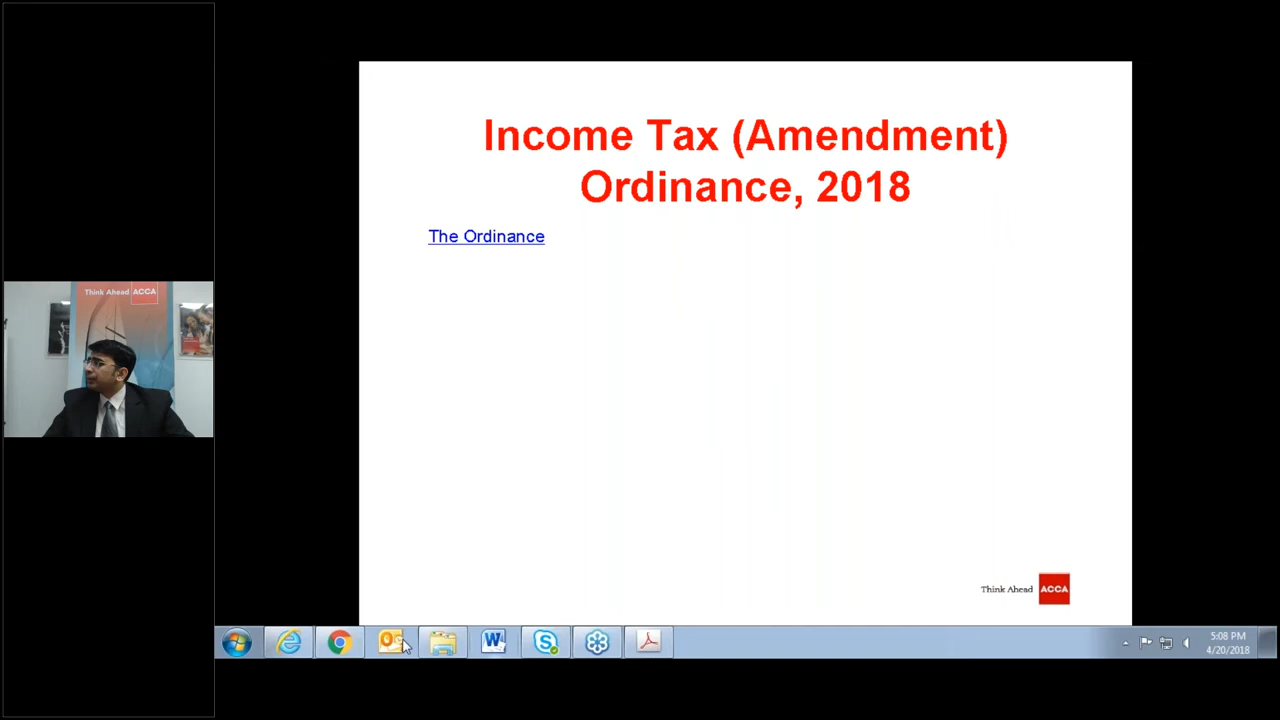 Income Tax (Amendment)
Ordinance, 2018
The Ordinance
Think Ahead ACCA
Think Ahead ACCA
5:08 PM
4/20/2018